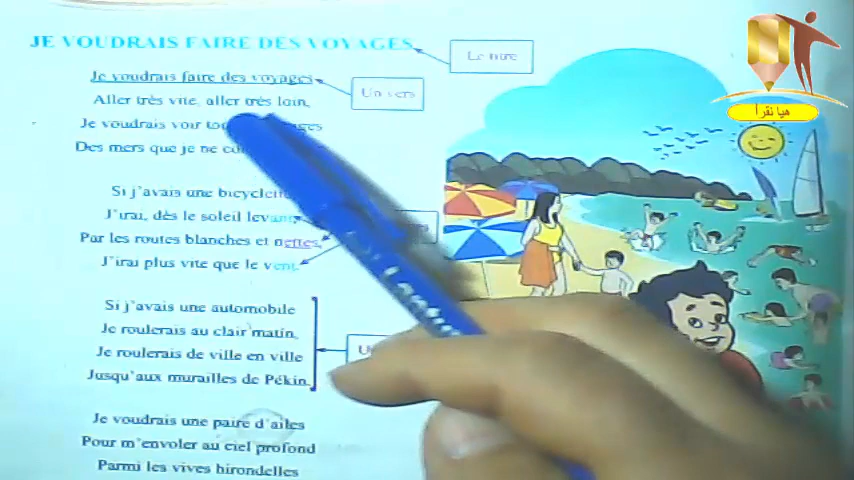 JE VOUDRAIS FAIRE DES VOYAGES
Le titre
Je voudrais faire des voyages
Un vers
Aller très vite, aller très loin,
Je voudrais voir
Des mers que je ne
Si j'avais une bicyclette
J'irai, dès le soleil levant
Par les routes blanches et nettes,
J'irai plus vite que le vent.
Si j'avais une automobile
Je roulerais au clair matin,
Je roulerais de ville en ville
Jusqu'aux murailles de Pékin.
Je voudrais une paire d'ailes
Pour m'envoler au ciel profond
Parmi les vives hirondelles
هيا نقرأ